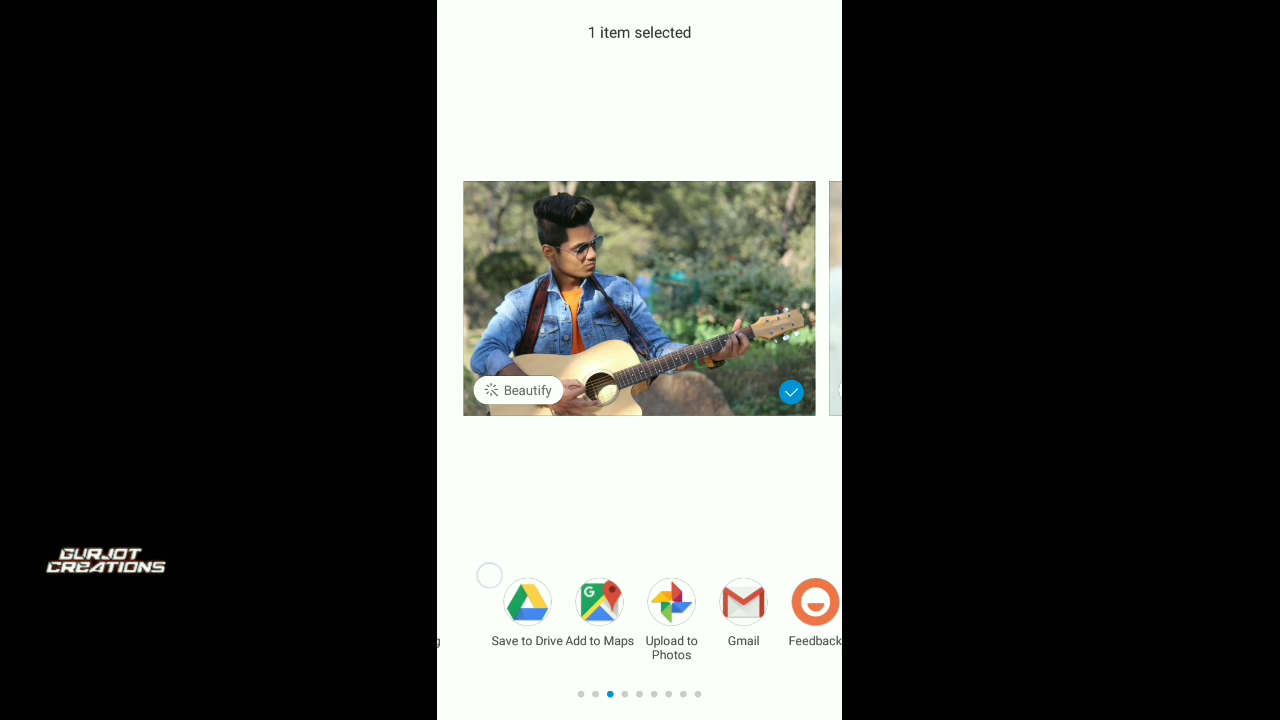 1 item selected
Beautify
g
Save to Drive
Add to Maps
Upload to
Photos
Gmail
Feedback
GURJOT
CREATIONS